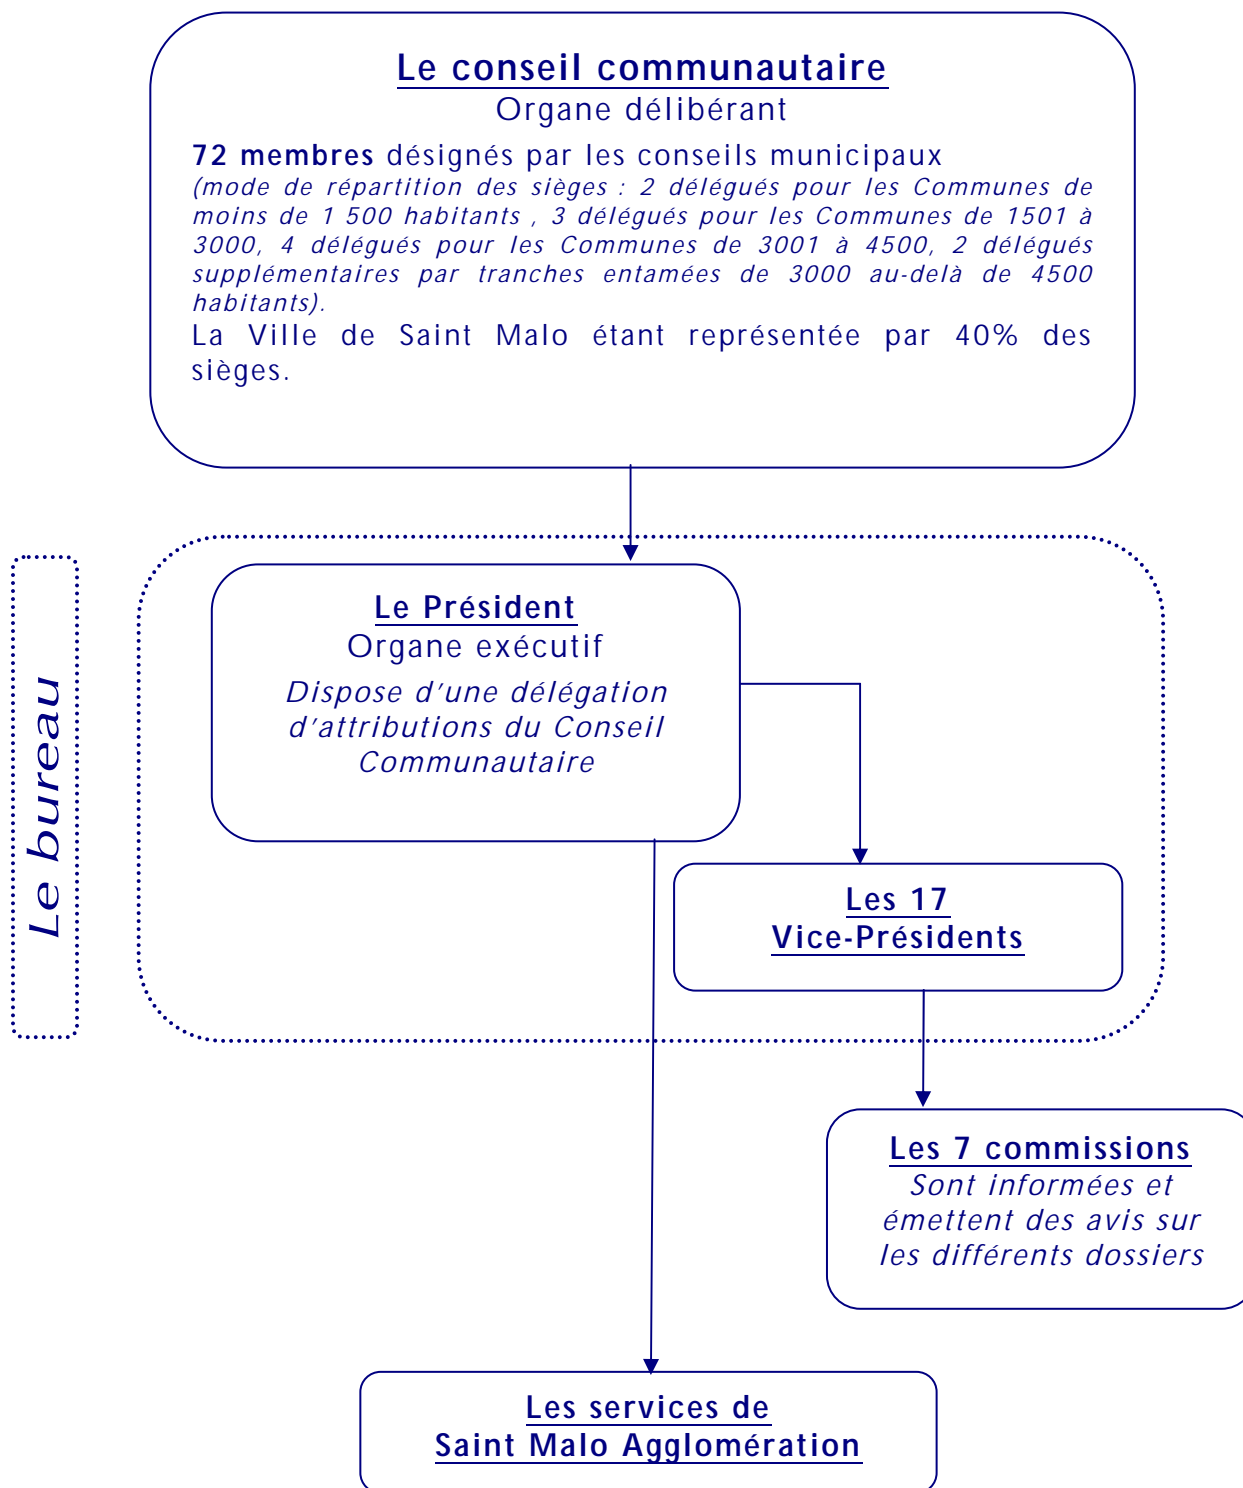 Le conseil communautaire
Organe délibérant
72 membres désignés par les conseils municipaux
(mode de répartition des sièges : 2 délégués pour les Communes de
moins de 1 500 habitants , 3 délégués pour les Communes de 1501 à
3000, 4 délégués pour les Communes de 3001 à 4500, 2 délégués
supplémentaires par tranches entamées de 3000 au-delà de 4500
habitants).
La Ville de Saint Malo étant représentée par 40% des
sièges.
Le bureau
Le Président
Organe exécutif
Dispose d'une délégation
d'attributions du Conseil
Communautaire
Les 17
Vice-Présidents
Les 7 commissions
Sont informées et
émettent des avis sur
les différents dossiers
Les services de
Saint Malo Agglomération